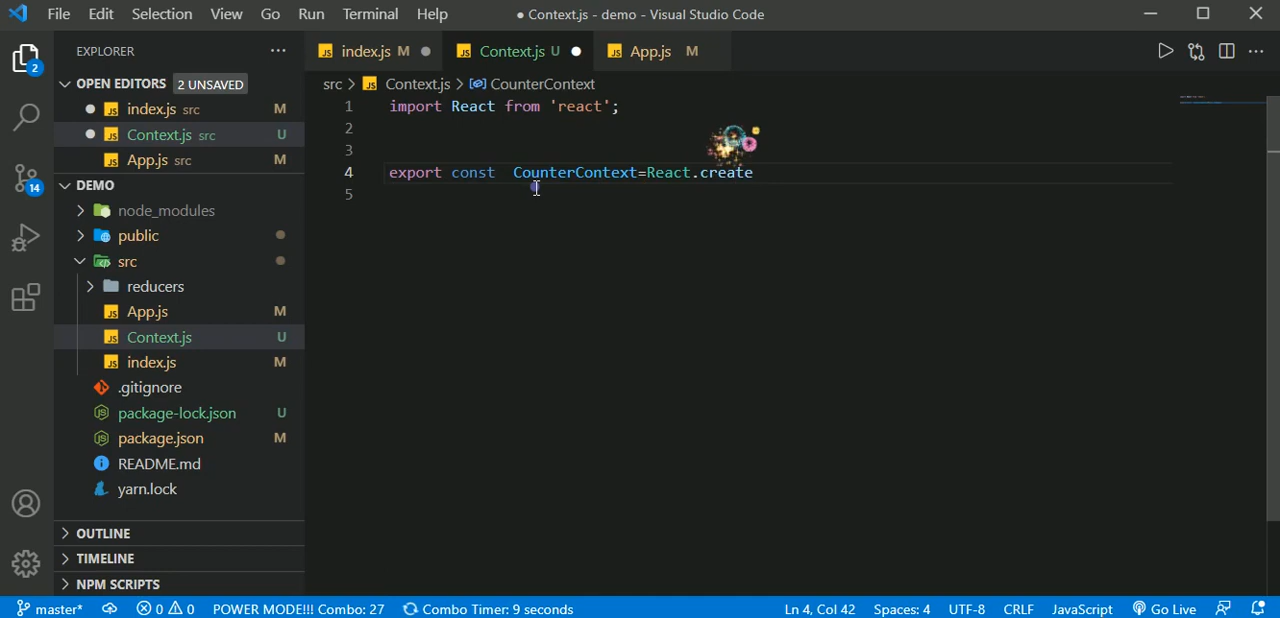 File Edit Selection View Go Run Terminal Help
● Context.js - demo - Visual Studio Code
EXPLORER ···
index.js M ●
Context.js U ●
App.js M
OPEN EDITORS 2 UNSAVED
● index.js src M
● Context.js src U
App.js src M
DEMO
node_modules
public
src
reducers
App.js M
Context.js U
index.js M
.gitignore
package-lock.json U
package.json M
README.md
yarn.lock
OUTLINE
TIMELINE
NPM SCRIPTS
2
14
src > JS Context.js > CounterContext
1 import React from 'react';
2
3
4 export const  CounterContext=React.create
5
master* 0 0 POWER MODE!!! Combo: 27 Combo Timer: 9 seconds Ln 4, Col 42 Spaces: 4 UTF-8 CRLF JavaScript Go Live